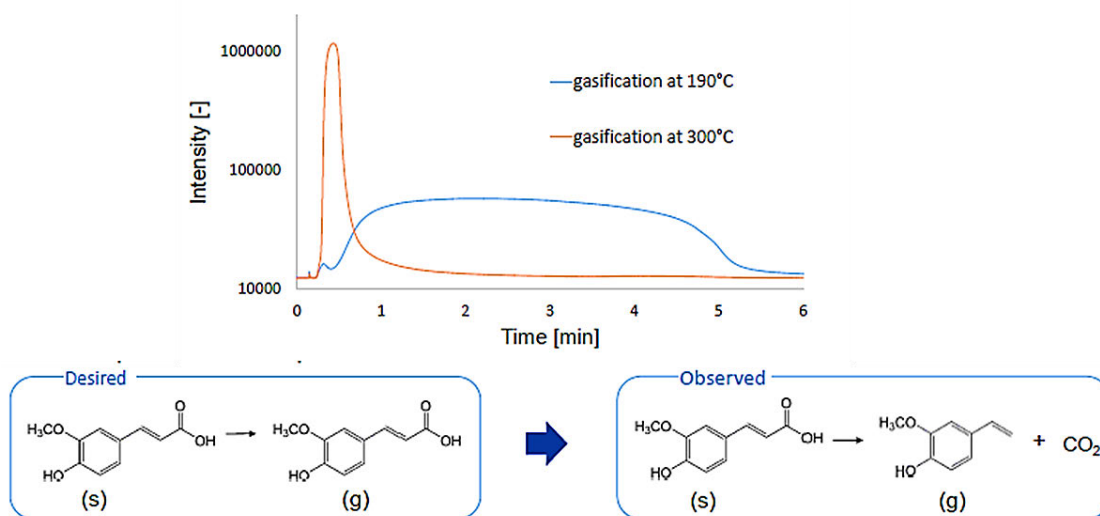 1000000
gasification at 190°C
gasification at 300°C
Intensity [-]
100000
10000
0 1 2 3 4 5 6
Time [min]
Desired
O
H₃CO
OH
HO
(s)
O
H₃CO
OH
HO
(g)
Observed
O
H₃CO
OH
HO
(s)
H₃CO
HO
(g)
+ CO₂